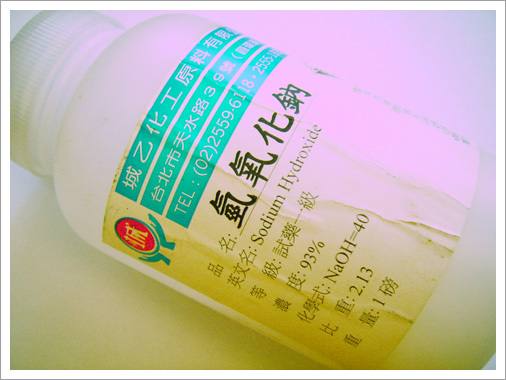 城乙化工原料有限
台北市天水路39號
TEL:(02)2559-6118·2555
品名:氫氧化鈉
英文名:Sodium Hydroxide
等級:試藥一級
濃度:93%
化學式:NaOH=40
比重:2.13
重量:1磅